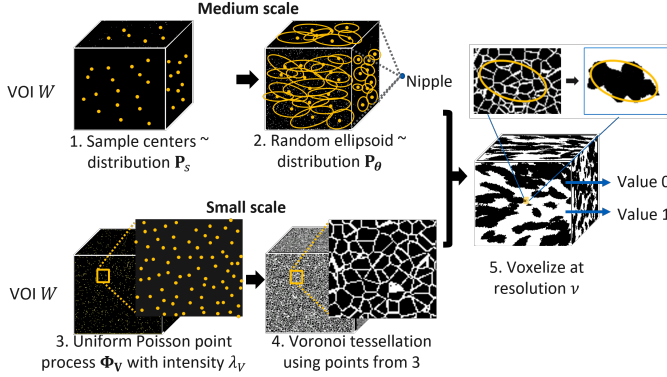 Medium scale
VOI W
Nipple
1. Sample centers ~
distribution P_s
2. Random ellipsoid ~
distribution P_θ
Small scale
VOI W
3. Uniform Poisson point
process Φ_V with intensity λ_V
4. Voronoi tessellation
using points from 3
Value 0
Value 1
5. Voxelize at
resolution ν